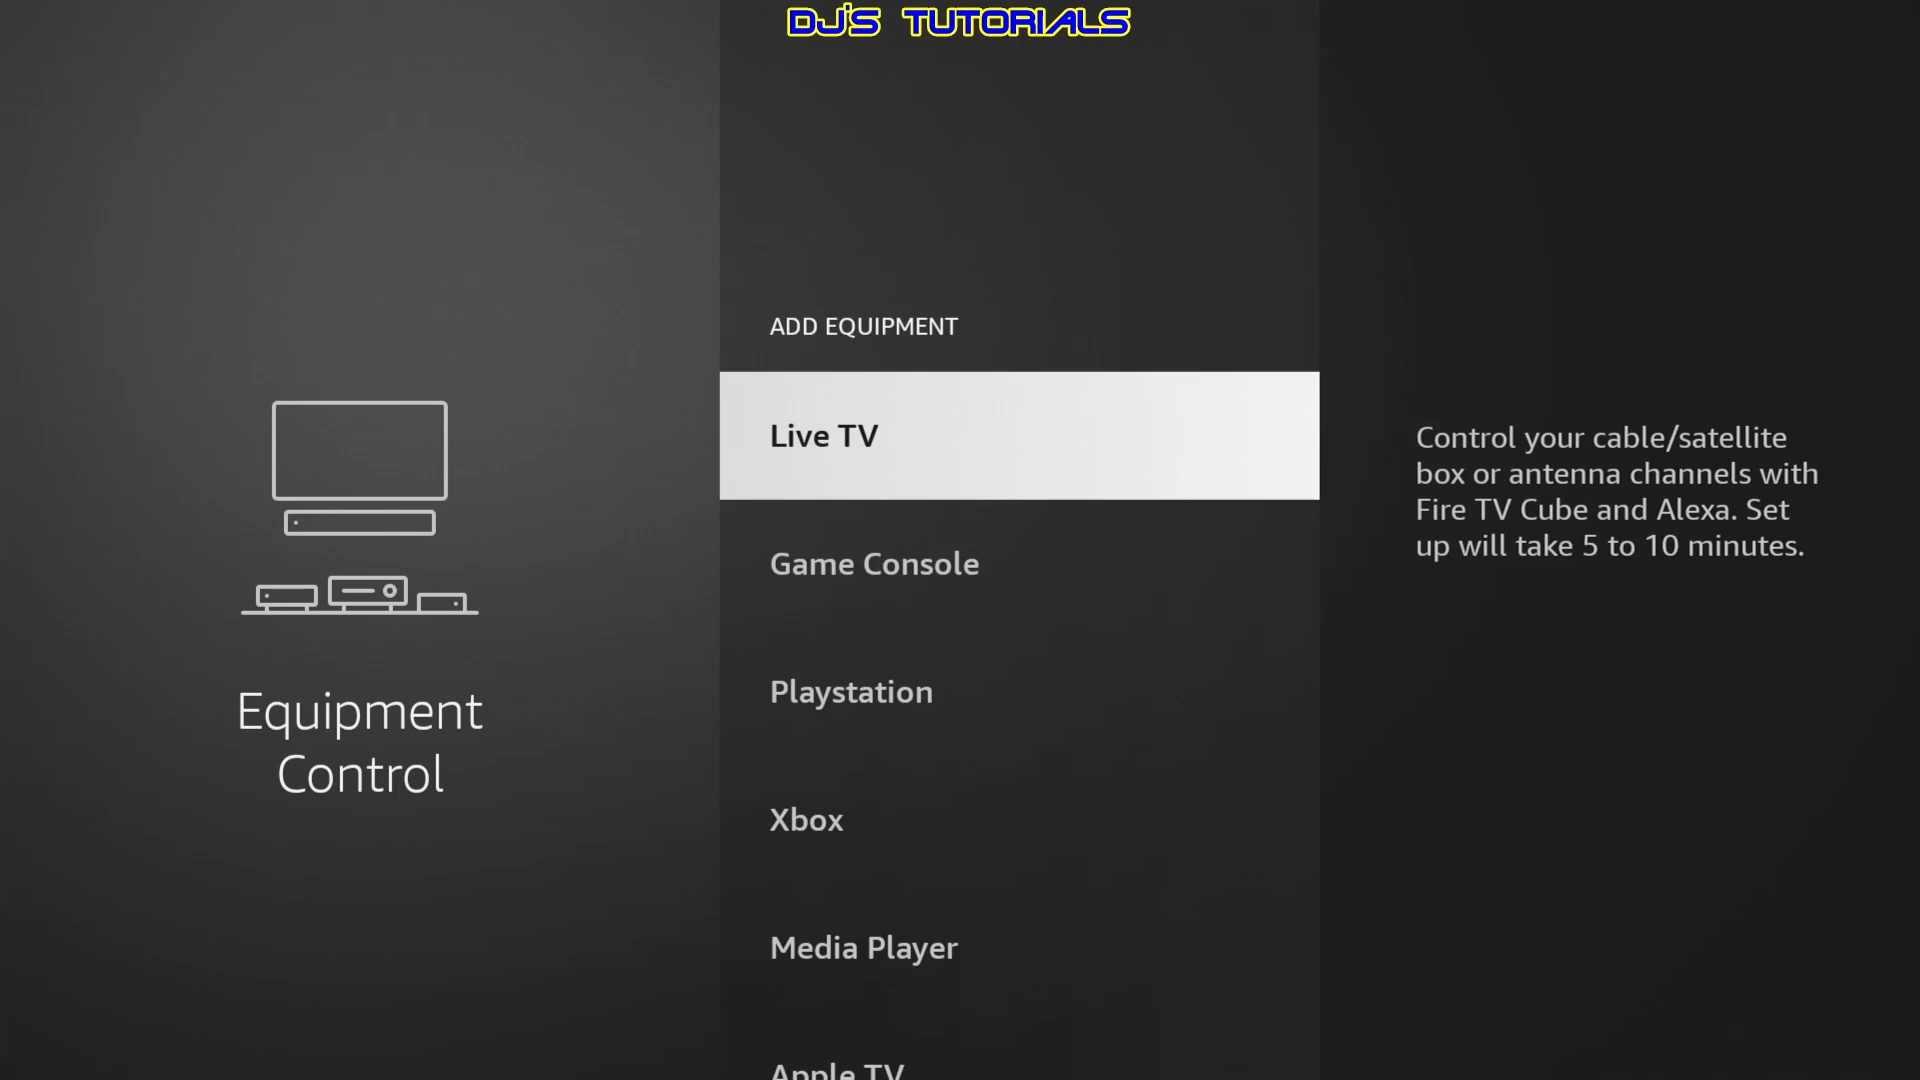 DJ'S TUTORIALS
ADD EQUIPMENT
Live TV
Game Console
Playstation
Xbox
Media Player
Apple TV
Control your cable/satellite
box or antenna channels with
Fire TV Cube and Alexa. Set
up will take 5 to 10 minutes.
Equipment
Control